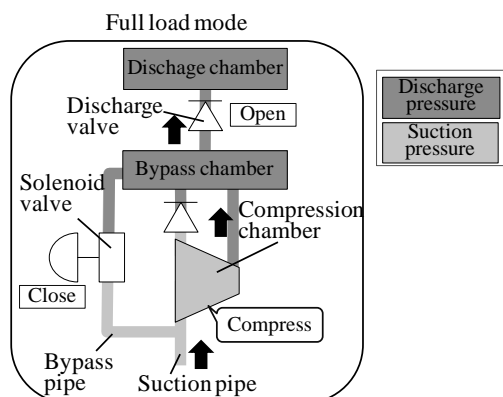 Full load mode
Dischage chamber
Discharge
valve
Open
Bypass chamber
Solenoid
valve
Compression
chamber
Close
Compress
Bypass
pipe
Suction pipe
Discharge
pressure
Suction
pressure